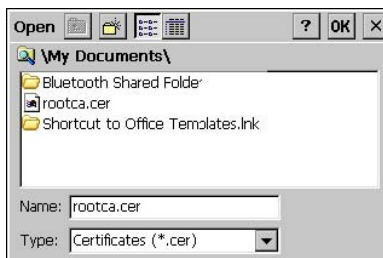 Open ? OK ×
\My Documents\
Bluetooth Shared Folder
rootca.cer
Shortcut to Office Templates.lnk
Name: rootca.cer
Type: Certificates (*.cer)